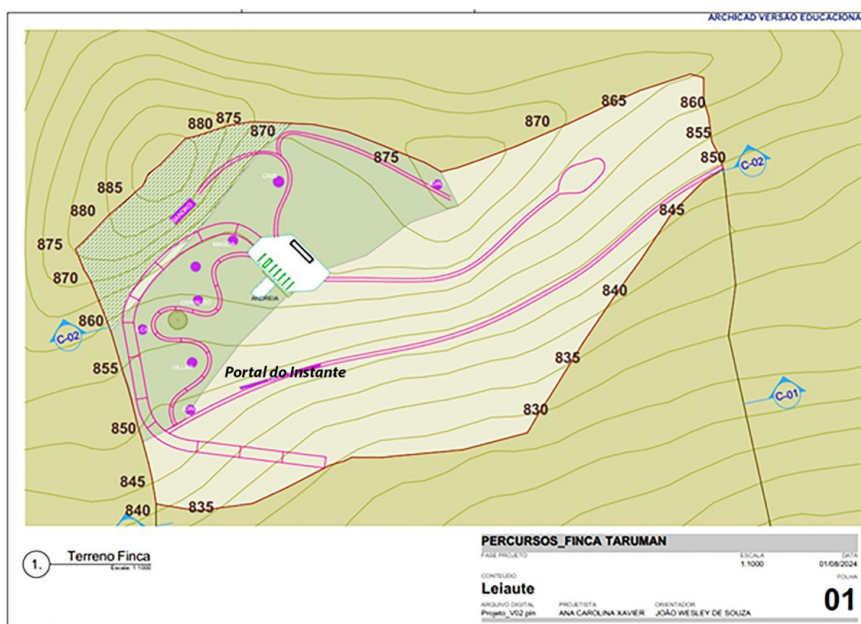 ARCHICAD VERSÃO EDUCACIONA
880
875
870
885
880
875
870
860
855
850
845
840
835
875
870
865
860
855
850
845
840
835
830
C-02
C-02
C-01
ANDREIA
Portal do Instante
1.
Terreno Finca
Escala 1:1000
PERCURSOS_FINCA TARUMAN
FASE PROJETO
ESCALA
1:1000
DATA
01/08/2024
CONTEÚDO
Leiaute
FOLHA
01
ARQUIVO DIGITAL
Projeto_V02.pln
PROJETISTA
ANA CAROLINA XAVIER
ORIENTADOR
JOÃO WESLEY DE SOUZA